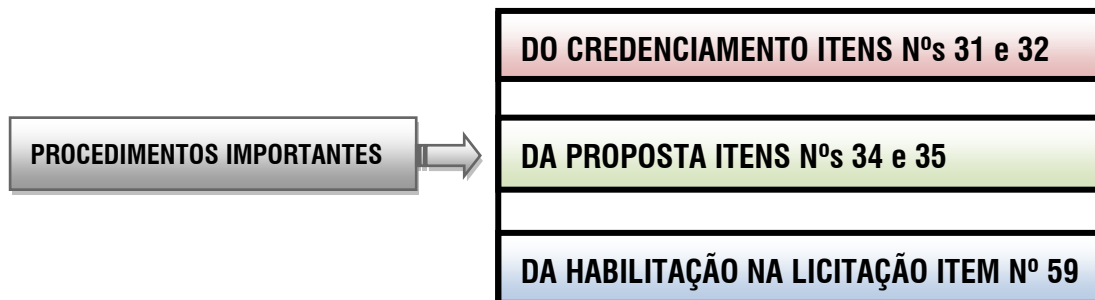 PROCEDIMENTOS IMPORTANTES
DO CREDENCIAMENTO ITENS Nºs 31 e 32
DA PROPOSTA ITENS Nºs 34 e 35
DA HABILITAÇÃO NA LICITAÇÃO ITEM Nº 59